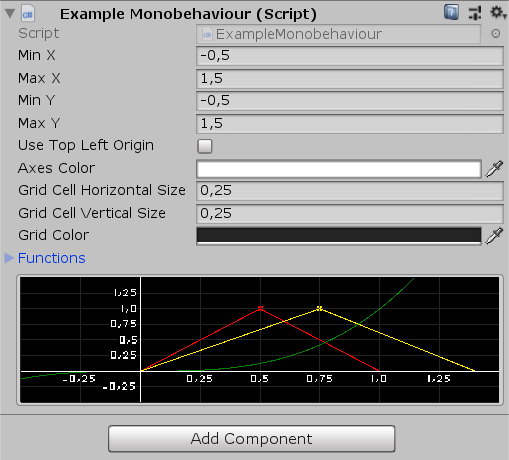 Example Monobehaviour (Script)
Script ExampleMonobehaviour
Min X -0,5
Max X 1,5
Min Y -0,5
Max Y 1,5
Use Top Left Origin
Axes Color
Grid Cell Horizontal Size 0,25
Grid Cell Vertical Size 0,25
Grid Color
Functions
1,25
1,0
0,75
0,5
0,25
-0,25 0,25 0,5 0,75 1,0 1,25
-0,25
Add Component